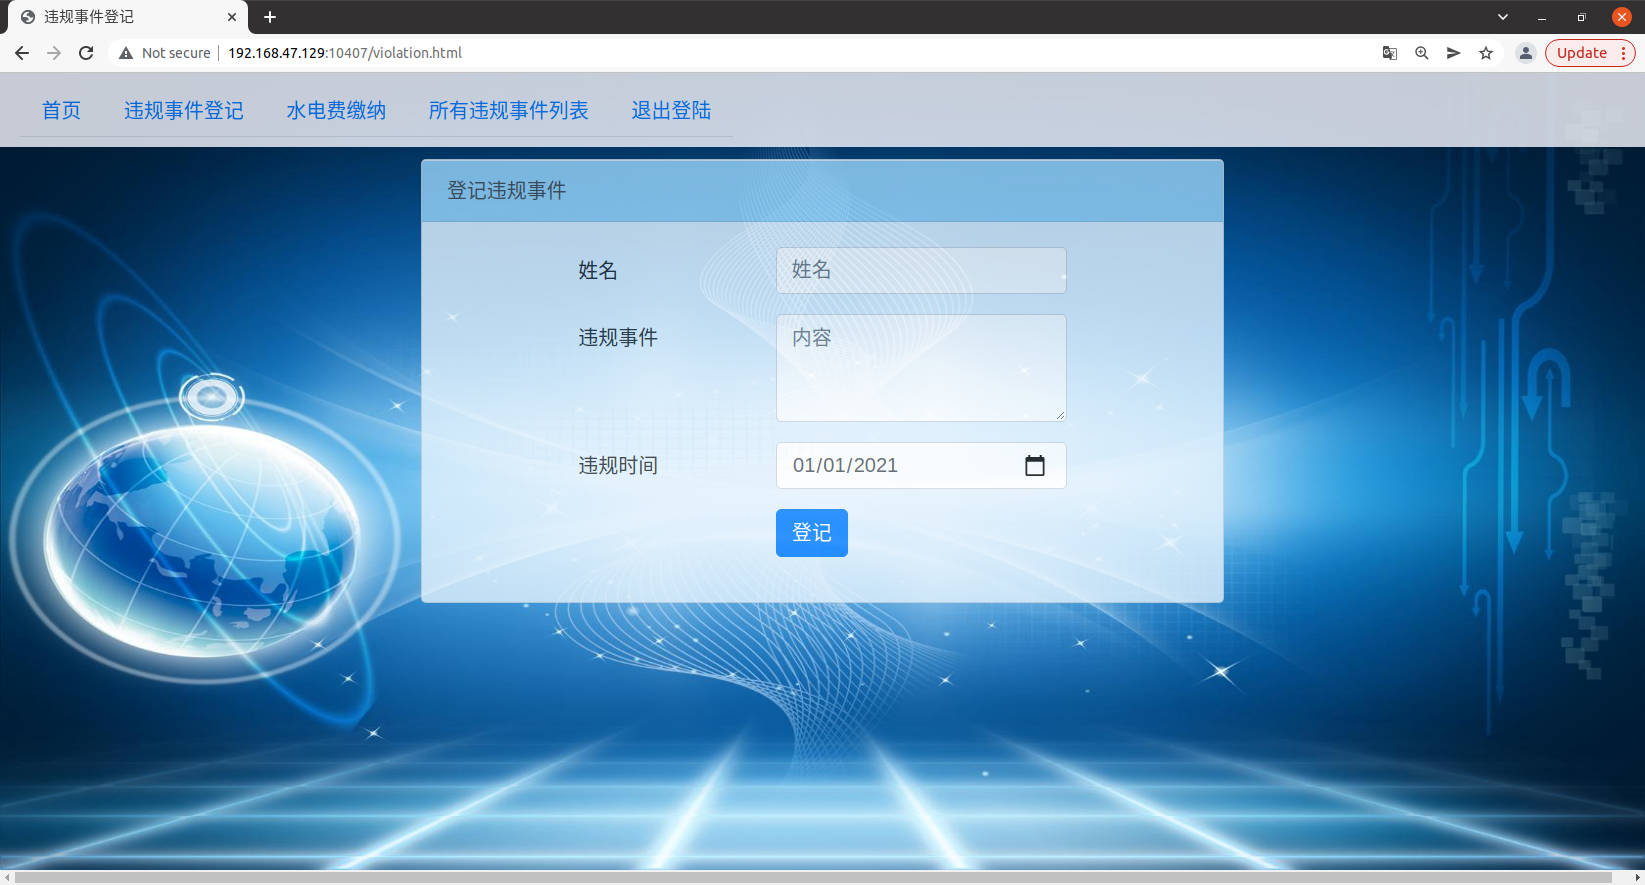 违规事件登记
Not secure 192.168.47.129:10407/violation.html
Update
首页 违规事件登记 水电费缴纳 所有违规事件列表 退出登陆
登记违规事件
姓名 姓名
违规事件 内容
违规时间 01/01/2021
登记